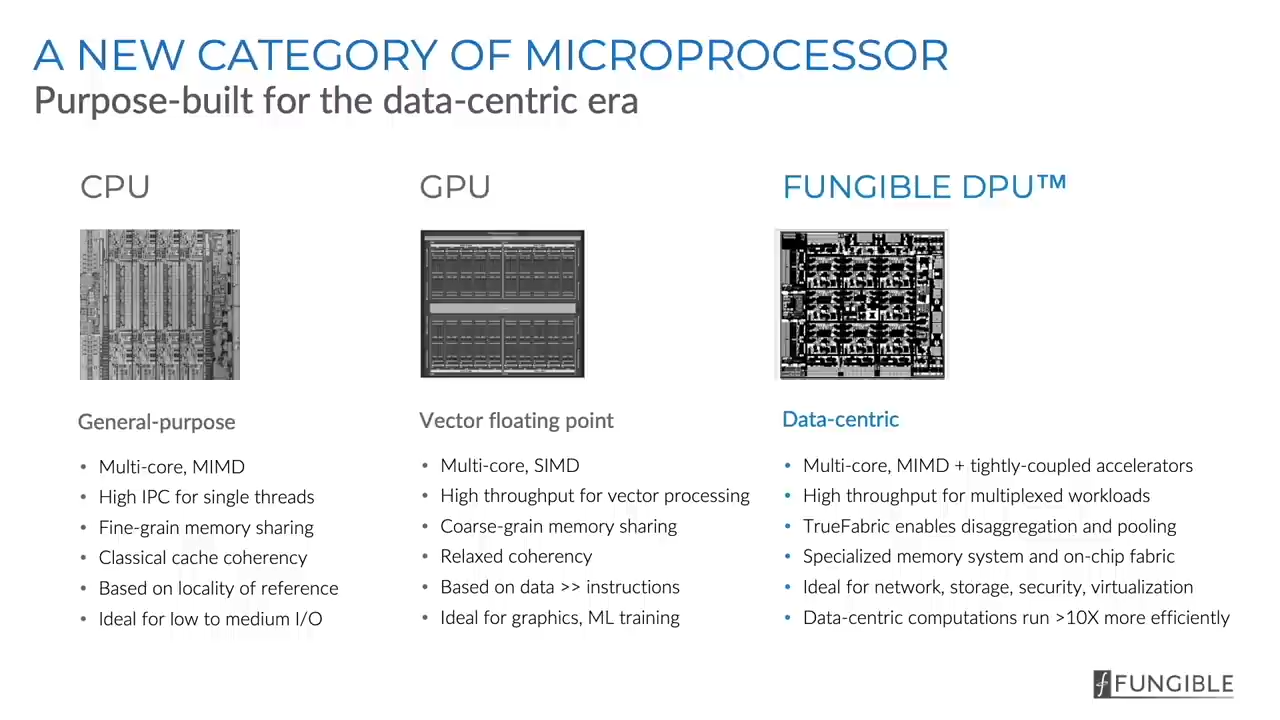 A NEW CATEGORY OF MICROPROCESSOR
Purpose-built for the data-centric era
CPU
General-purpose
• Multi-core, MIMD
• High IPC for single threads
• Fine-grain memory sharing
• Classical cache coherency
• Based on locality of reference
• Ideal for low to medium I/O
GPU
Vector floating point
• Multi-core, SIMD
• High throughput for vector processing
• Coarse-grain memory sharing
• Relaxed coherency
• Based on data >> instructions
• Ideal for graphics, ML training
FUNGIBLE DPU™
Data-centric
• Multi-core, MIMD + tightly-coupled accelerators
• High throughput for multiplexed workloads
• TrueFabric enables disaggregation and pooling
• Specialized memory system and on-chip fabric
• Ideal for network, storage, security, virtualization
• Data-centric computations run >10X more efficiently
FUNGIBLE